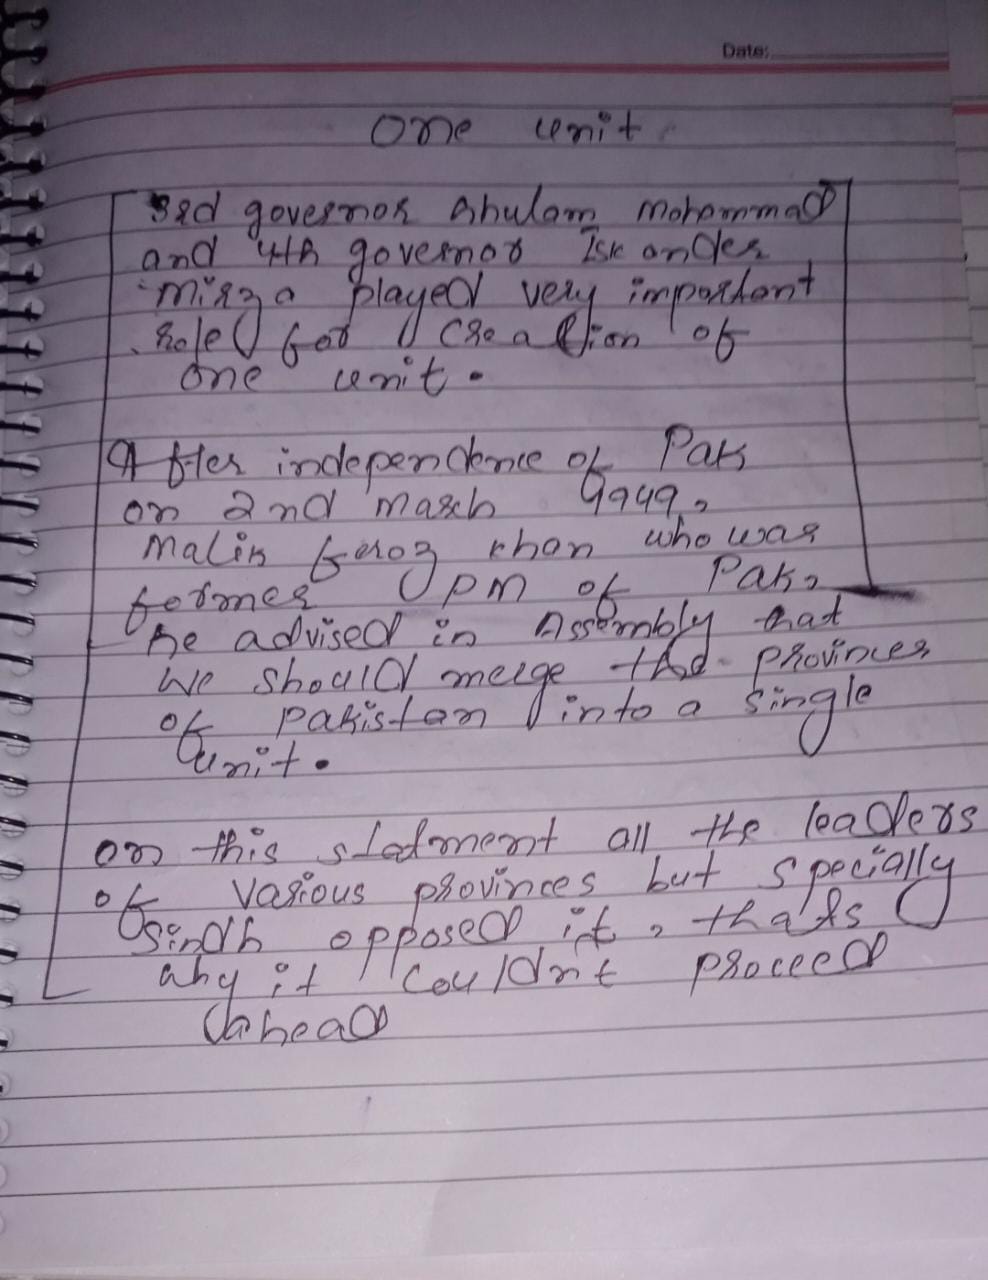 Date:
One unit
3rd governor Ghulam Mohammad
and 4th governor Iskander
mirza played very important
role for creation of
one unit.
After independence of Pak
on 2nd march 9949,
Malik feroz khan who was
former PM of Pak,
he advised in Assembly that
we should merge the provinces
of pakistan into a single
unit.
on this statment all the leaders
of various provinces but specially
sindh opposed it, that's
why it couldn't proceed
ahead